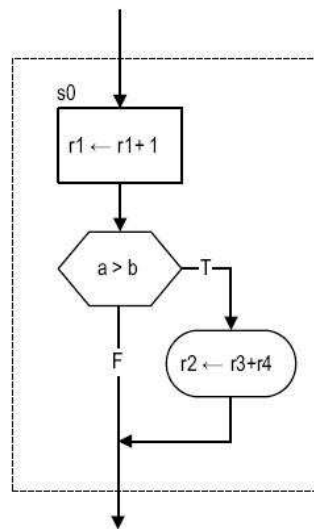 s0
r1 ← r1+ 1
a > b
T
F
r2 ← r3+r4